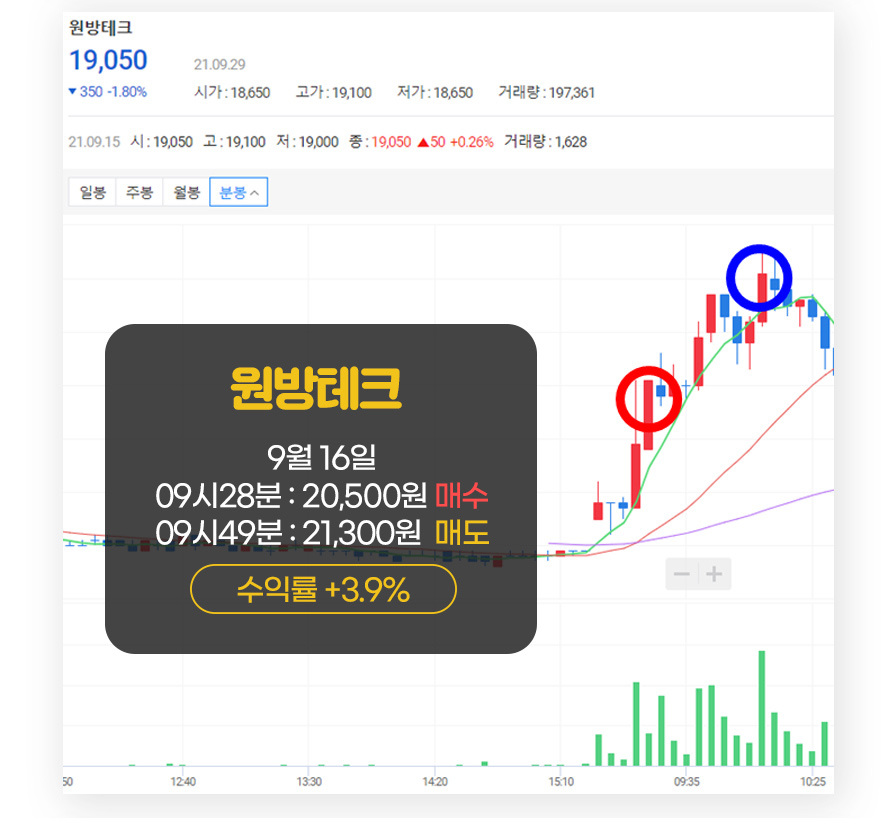 원방테크
19,050 21.09.29
▼350 -1.80% 시가 : 18,650 고가 : 19,100 저가 : 18,650 거래량 : 197,361
21.09.15 시 : 19,050 고 : 19,100 저 : 19,000 종 : 19,050 ▲50 +0.26% 거래량 : 1,628
일봉 주봉 월봉 분봉
원방테크
9월 16일
09시28분 : 20,500원 매수
09시49분 : 21,300원 매도
수익률 +3.9%
50 12:40 13:30 14:20 15:10 09:35 10:25